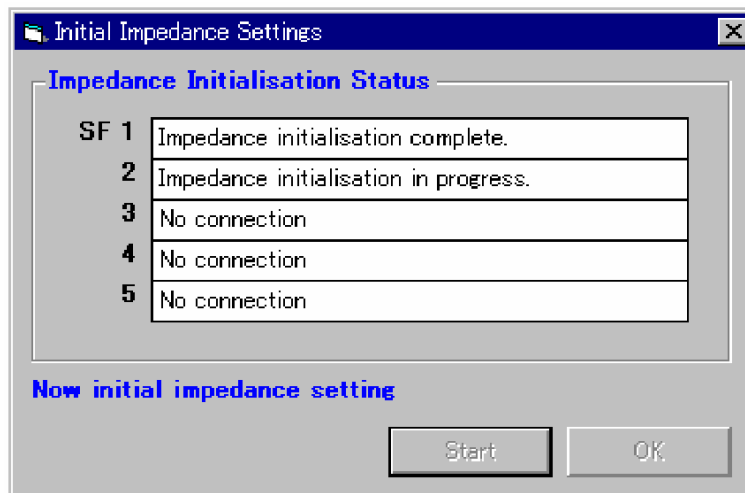 Initial Impedance Settings
Impedance Initialisation Status
SF 1 Impedance initialisation complete.
2 Impedance initialisation in progress.
3 No connection
4 No connection
5 No connection
Now initial impedance setting
Start OK